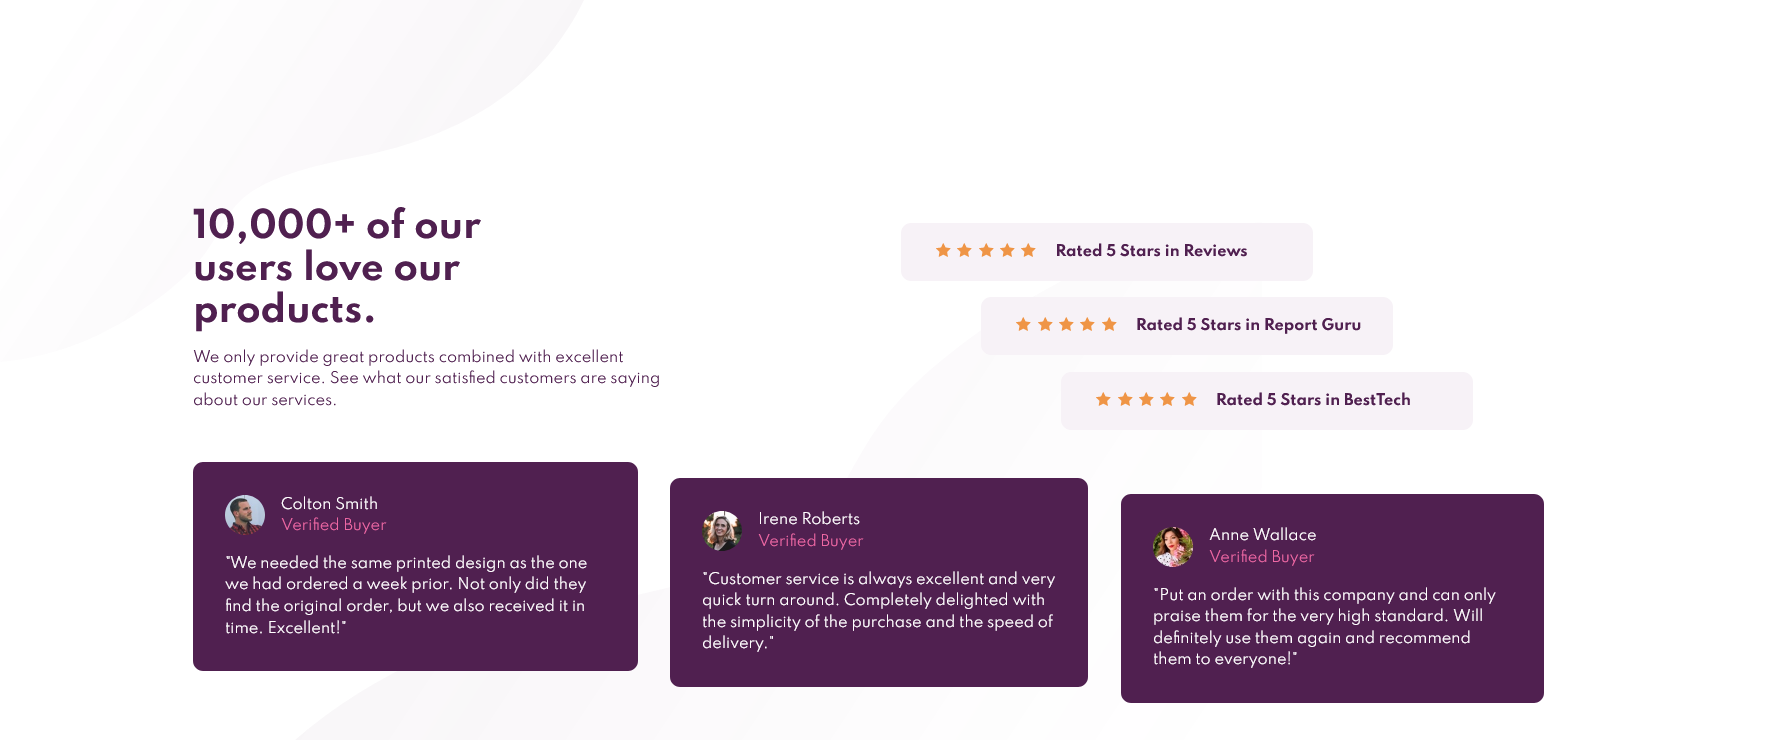 10,000+ of our
users love our
products.
We only provide great products combined with excellent
customer service. See what our satisfied customers are saying
about our services.
Rated 5 Stars in Reviews
Rated 5 Stars in Report Guru
Rated 5 Stars in BestTech
Colton Smith
Verified Buyer
"We needed the same printed design as the one
we had ordered a week prior. Not only did they
find the original order, but we also received it in
time. Excellent!"
Irene Roberts
Verified Buyer
"Customer service is always excellent and very
quick turn around. Completely delighted with
the simplicity of the purchase and the speed of
delivery."
Anne Wallace
Verified Buyer
"Put an order with this company and can only
praise them for the very high standard. Will
definitely use them again and recommend
them to everyone!"